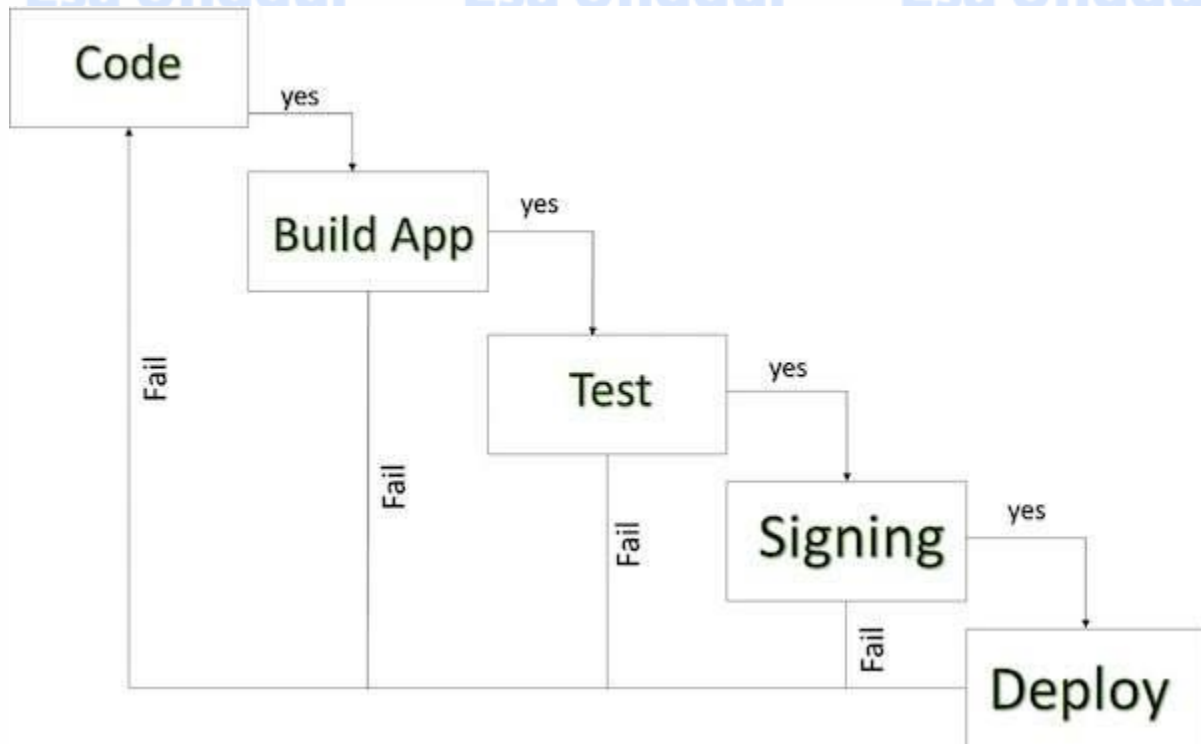 Code
yes
Build App
yes
Test
yes
Signing
yes
Deploy
Fail
Fail
Fail
Fail